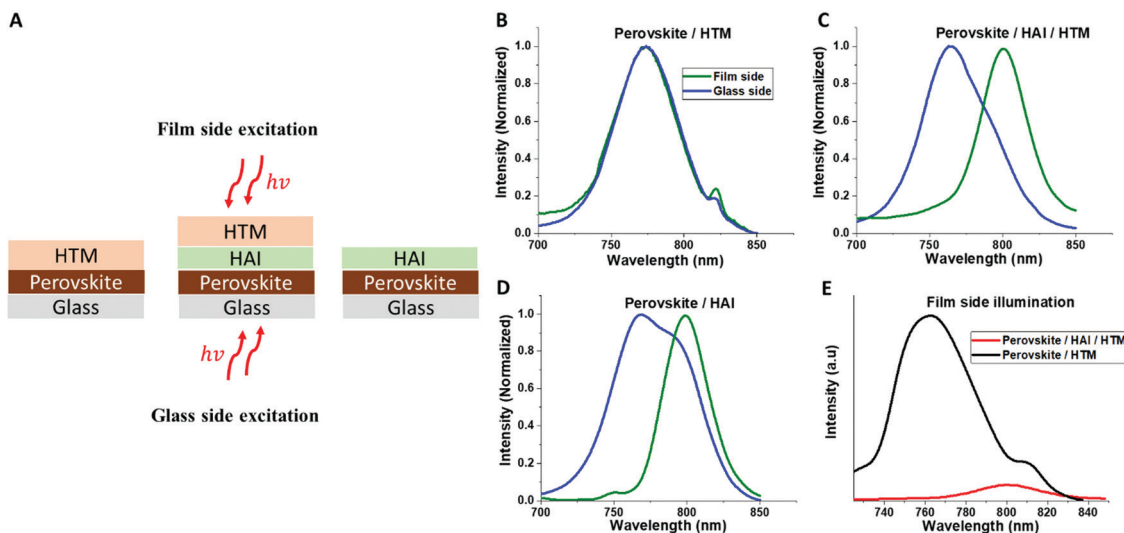 A
Film side excitation
hν
HTM
HTM
HAI
HAI
Perovskite
Perovskite
Perovskite
Glass
Glass
Glass
hν
Glass side excitation
B
Perovskite / HTM
Film side
Glass side
Intensity (Normalized)
1.0
0.8
0.6
0.4
0.2
0.0
700
750
800
850
Wavelength (nm)
C
Perovskite / HAI / HTM
Intensity (Normalized)
1.0
0.8
0.6
0.4
0.2
0.0
700
750
800
850
Wavelength (nm)
D
Perovskite / HAI
Intensity (Normalized)
1.0
0.8
0.6
0.4
0.2
0.0
700
750
800
850
Wavelength (nm)
E
Film side illumination
Perovskite / HAI / HTM
Perovskite / HTM
Intensity (a.u)
740
760
780
800
820
840
Wavelength (nm)